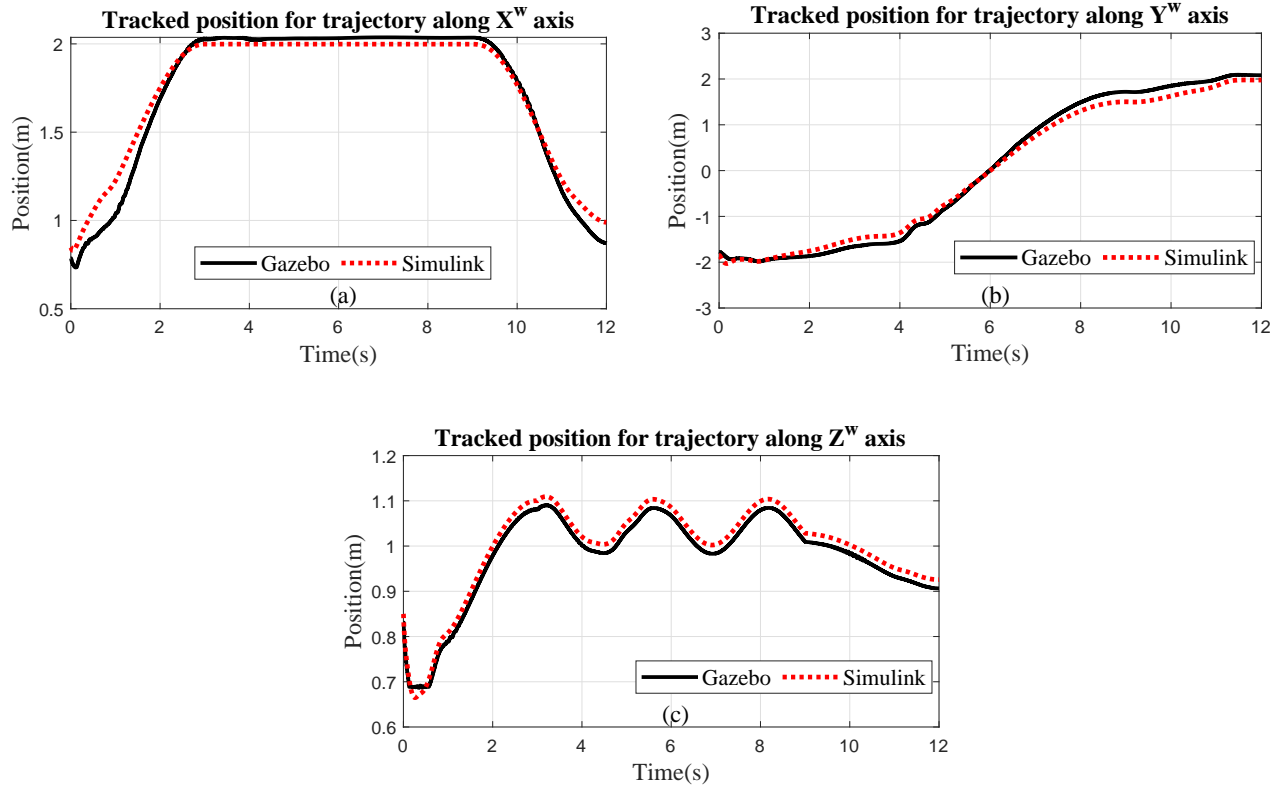 Tracked position for trajectory along X^w axis
2
1.5
1
0.5
Position(m)
Gazebo Simulink
(a)
0 2 4 6 8 10 12
Time(s)
Tracked position for trajectory along Y^w axis
3
2
1
0
-1
-2
-3
Position(m)
Gazebo Simulink
(b)
0 2 4 6 8 10 12
Time(s)
Tracked position for trajectory along Z^w axis
1.2
1.1
1
0.9
0.8
0.7
0.6
Position(m)
Gazebo Simulink
(c)
0 2 4 6 8 10 12
Time(s)